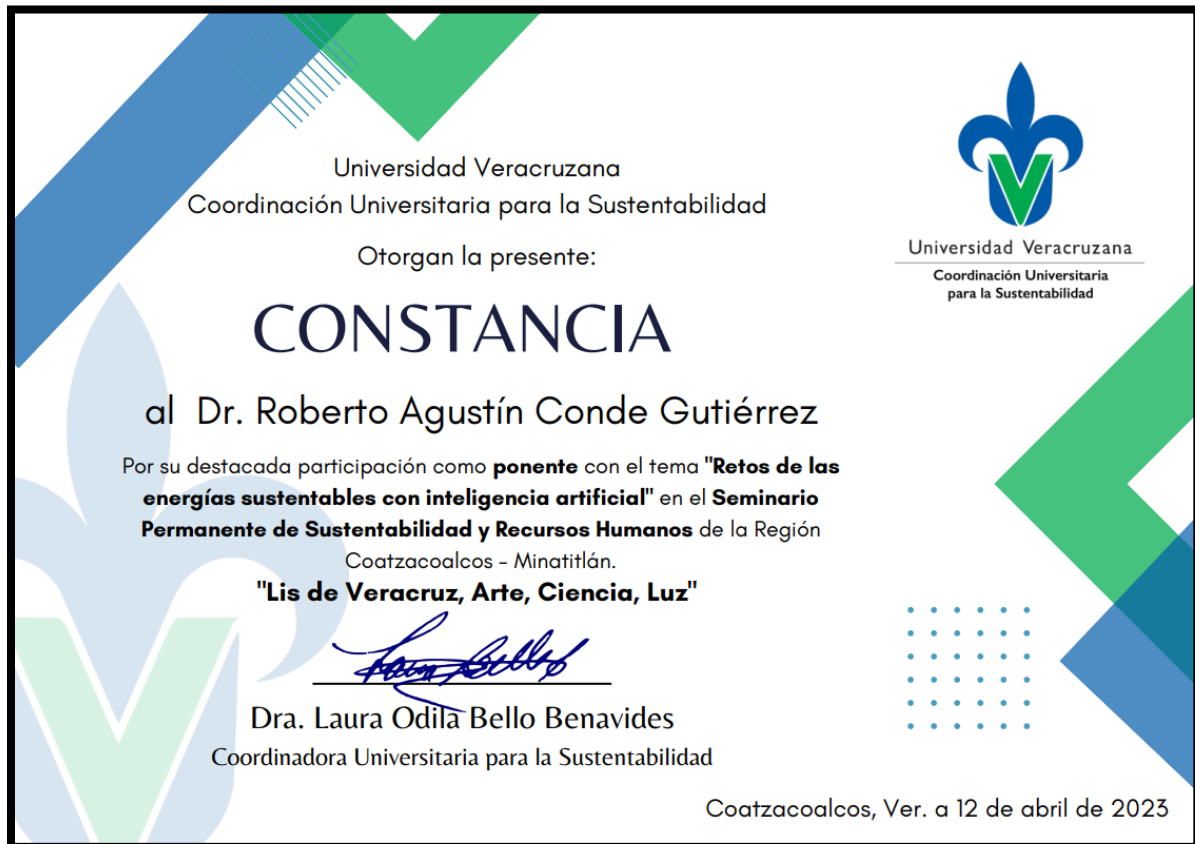 Universidad Veracruzana
Coordinación Universitaria para la Sustentabilidad
Otorgan la presente:
CONSTANCIA
al Dr. Roberto Agustín Conde Gutiérrez
Por su destacada participación como ponente con el tema "Retos de las
energías sustentables con inteligencia artificial" en el Seminario
Permanente de Sustentabilidad y Recursos Humanos de la Región
Coatzacoalcos - Minatitlán.
"Lis de Veracruz, Arte, Ciencia, Luz"
Dra. Laura Odila Bello Benavides
Coordinadora Universitaria para la Sustentabilidad
Coatzacoalcos, Ver. a 12 de abril de 2023
Universidad Veracruzana
Coordinación Universitaria
para la Sustentabilidad